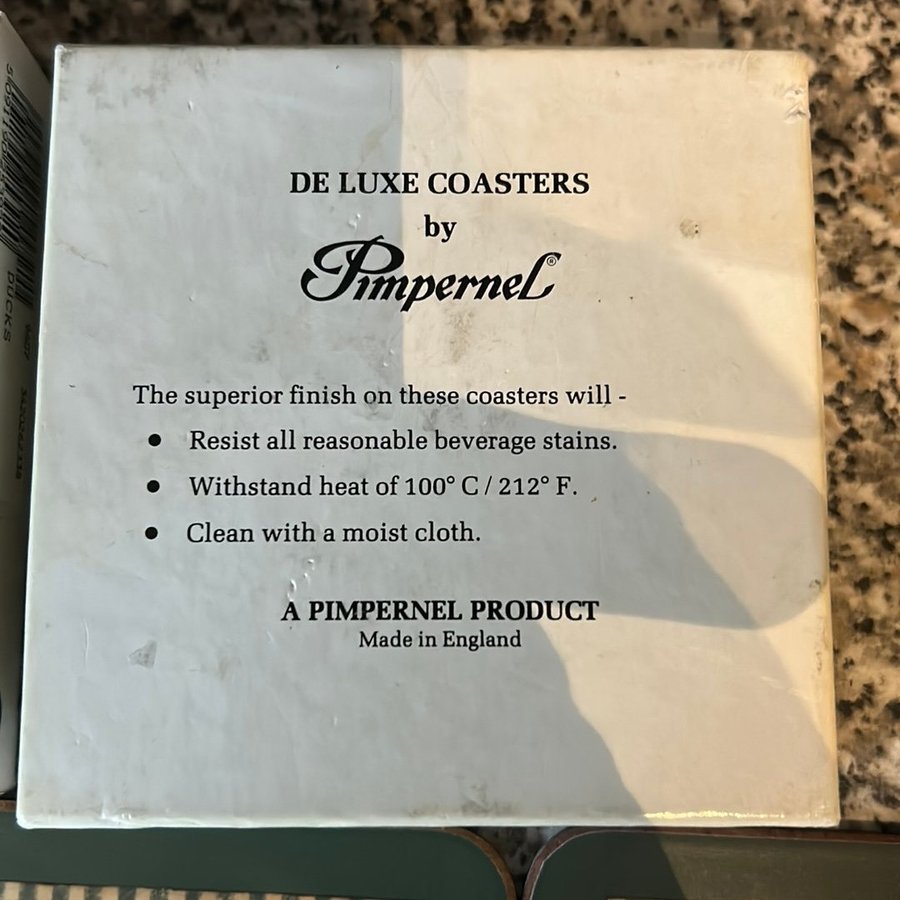 DE LUXE COASTERS
by
Pimpernel®
The superior finish on these coasters will -
● Resist all reasonable beverage stains.
● Withstand heat of 100° C / 212° F.
● Clean with a moist cloth.
A PIMPERNEL PRODUCT
Made in England
DUCKS